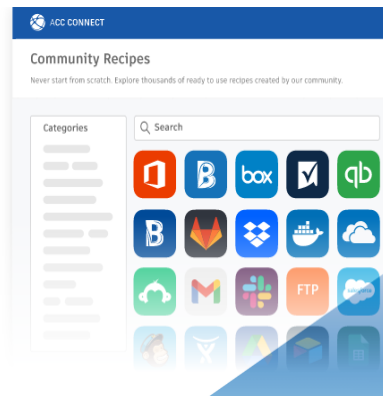 ACC CONNECT
Community Recipes
Never start from scratch. Explore thousands of ready to use recipes created by our community.
Categories
Search
box
qb
FTP